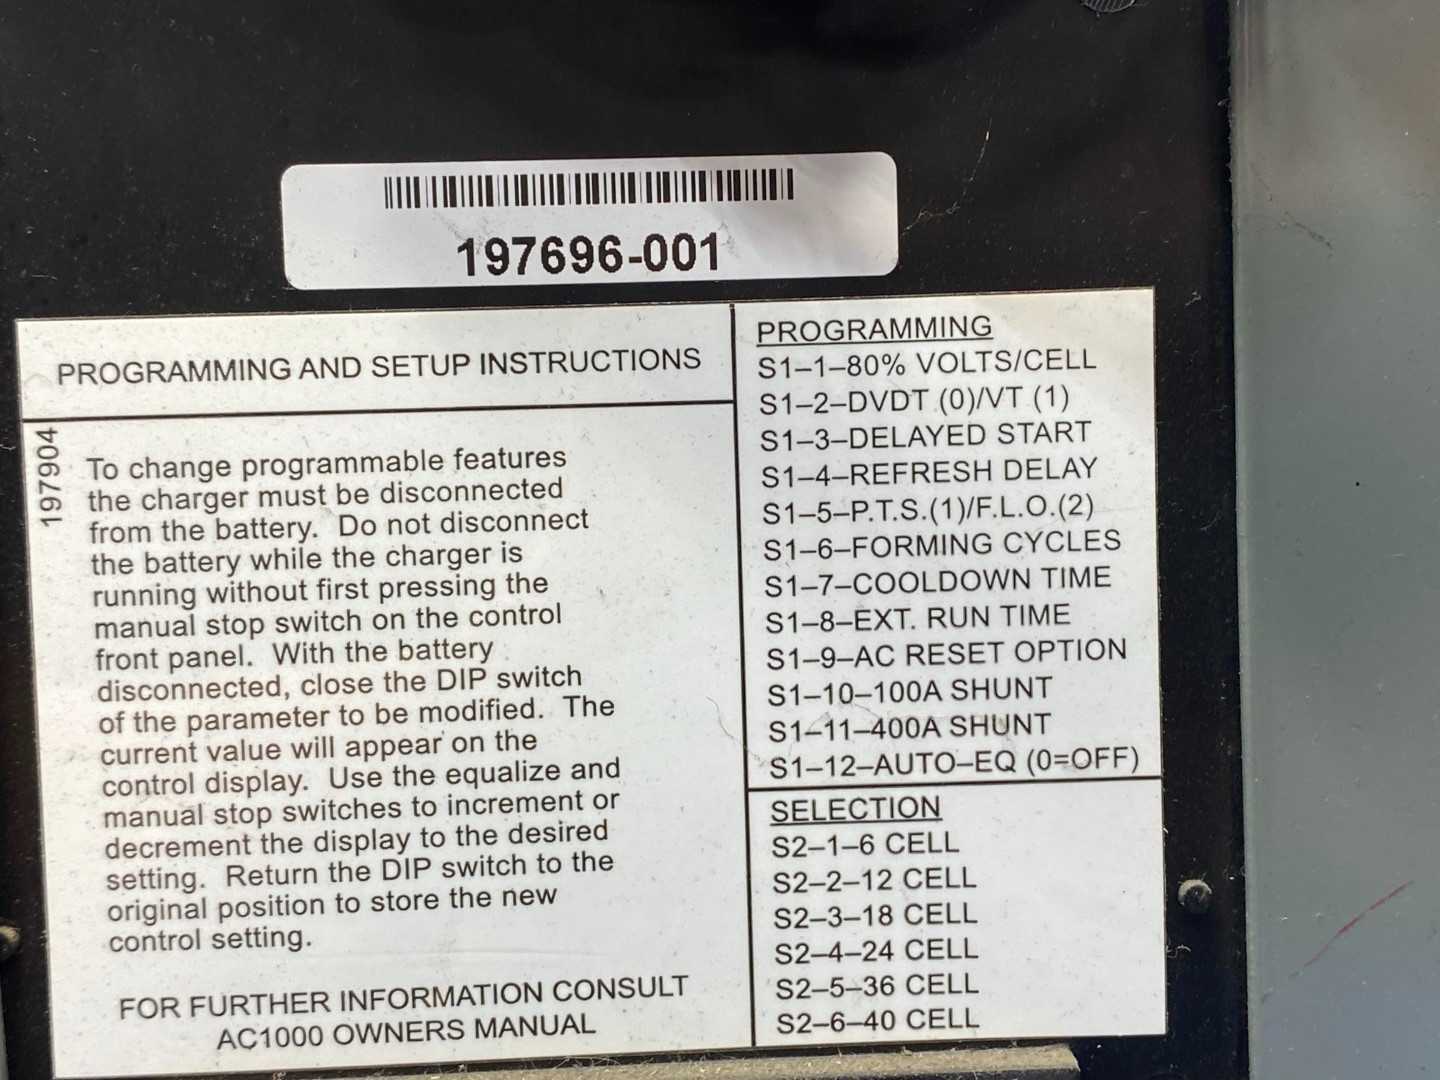 197696-001
PROGRAMMING AND SETUP INSTRUCTIONS
197904
To change programmable features
the charger must be disconnected
from the battery. Do not disconnect
the battery while the charger is
running without first pressing the
manual stop switch on the control
front panel. With the battery
disconnected, close the DIP switch
of the parameter to be modified. The
current value will appear on the
control display. Use the equalize and
manual stop switches to increment or
decrement the display to the desired
setting. Return the DIP switch to the
original position to store the new
control setting.
FOR FURTHER INFORMATION CONSULT
AC1000 OWNERS MANUAL
PROGRAMMING
S1–1–80% VOLTS/CELL
S1–2–DVDT (0)/VT (1)
S1–3–DELAYED START
S1–4–REFRESH DELAY
S1–5–P.T.S.(1)/F.L.O.(2)
S1–6–FORMING CYCLES
S1–7–COOLDOWN TIME
S1–8–EXT. RUN TIME
S1–9–AC RESET OPTION
S1–10–100A SHUNT
S1–11–400A SHUNT
S1–12–AUTO–EQ (0=OFF)
SELECTION
S2–1–6 CELL
S2–2–12 CELL
S2–3–18 CELL
S2–4–24 CELL
S2–5–36 CELL
S2–6–40 CELL